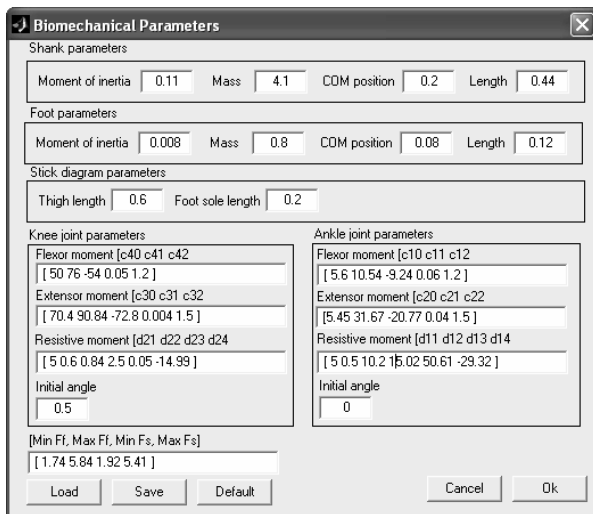 Biomechanical Parameters
Shank parameters
Moment of inertia 0.11 Mass 4.1 COM position 0.2 Length 0.44
Foot parameters
Moment of inertia 0.008 Mass 0.8 COM position 0.08 Length 0.12
Stick diagram parameters
Thigh length 0.6 Foot sole length 0.2
Knee joint parameters
Flexor moment [c40 c41 c42
[ 50 76 -54 0.05 1.2 ]
Extensor moment [c30 c31 c32
[ 70.4 90.84 -72.8 0.004 1.5 ]
Resistive moment [d21 d22 d23 d24
[ 5 0.6 0.84 2.5 0.05 -14.99 ]
Initial angle
0.5
Ankle joint parameters
Flexor moment [c10 c11 c12
[ 5.6 10.54 -9.24 0.06 1.2 ]
Extensor moment [c20 c21 c22
[5.45 31.67 -20.77 0.04 1.5 ]
Resistive moment [d11 d12 d13 d14
[ 5 0.5 10.2 15.02 50.61 -29.32 ]
Initial angle
0
[Min Ff, Max Ff, Min Fs, Max Fs]
[ 1.74 5.84 1.92 5.41 ]
Load Save Default Cancel Ok